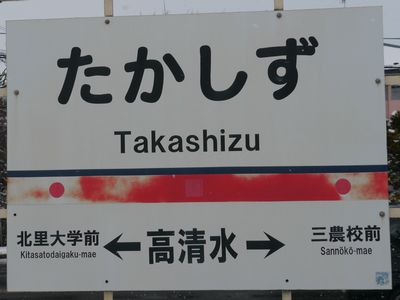 たかしず
Takashizu
北里大学前 ← 高清水 → 三農校前
Kitasatodaigaku-mae Sannōkō-mae